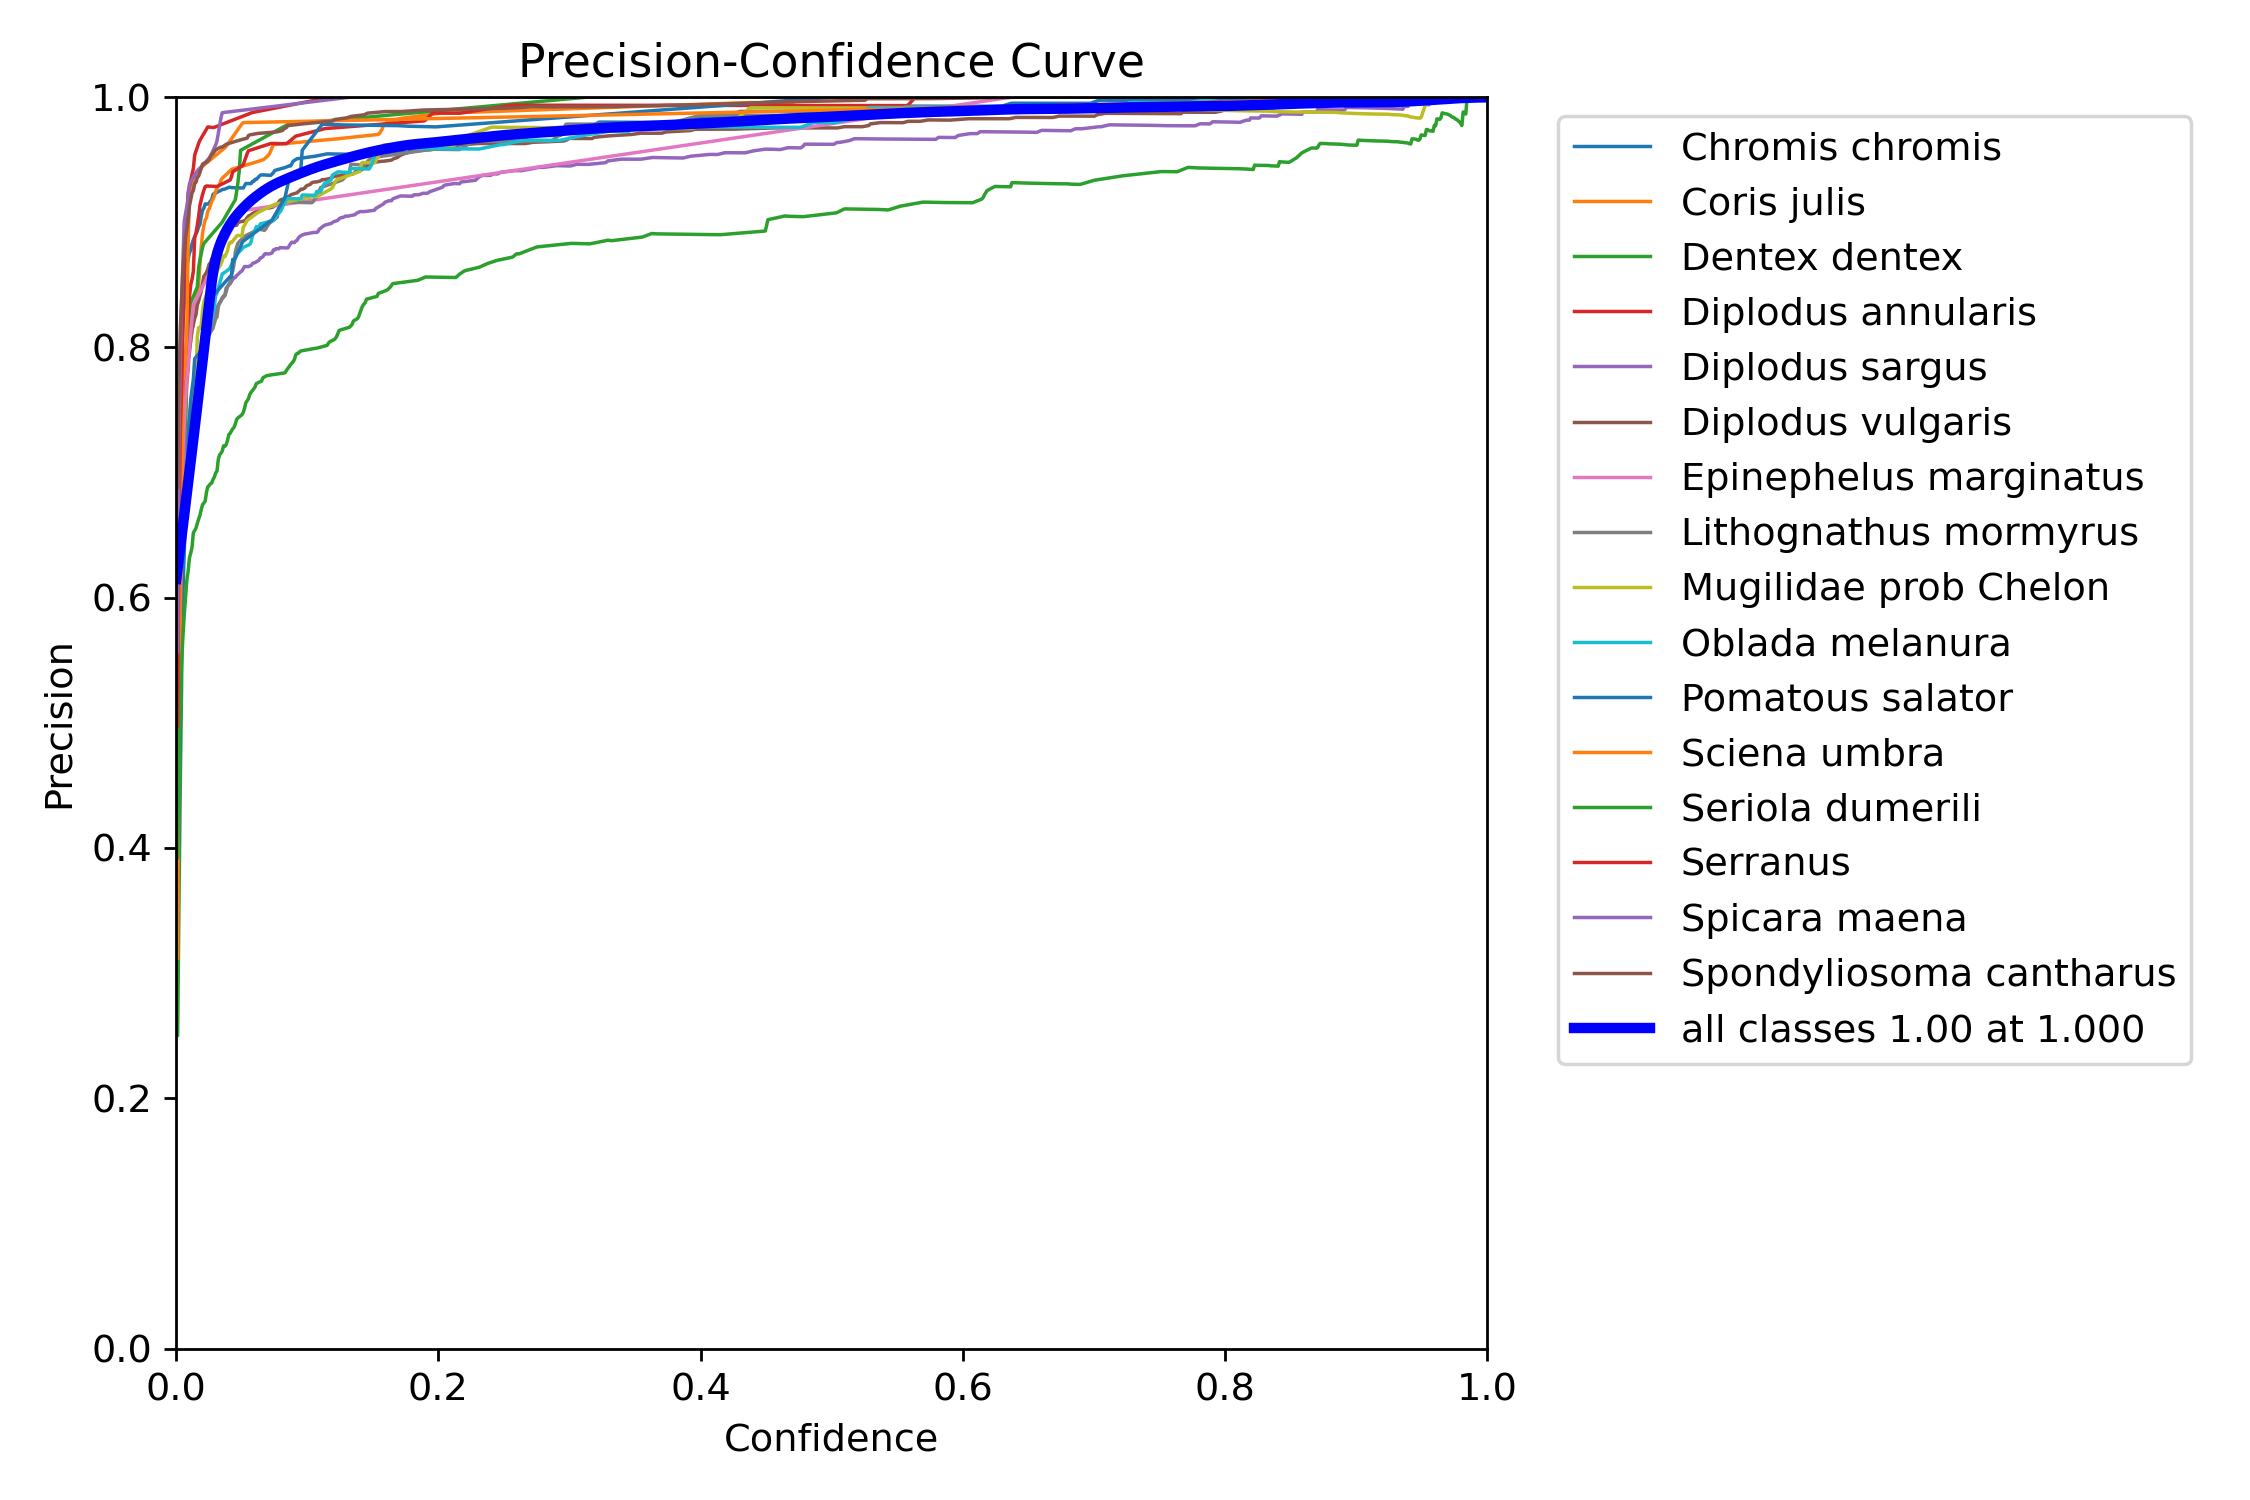 Precision-Confidence Curve
1.0
0.8
0.6
0.4
0.2
0.0
Precision
0.0 0.2 0.4 0.6 0.8 1.0
Confidence
Chromis chromis
Coris julis
Dentex dentex
Diplodus annularis
Diplodus sargus
Diplodus vulgaris
Epinephelus marginatus
Lithognathus mormyrus
Mugilidae prob Chelon
Oblada melanura
Pomatous salator
Sciena umbra
Seriola dumerili
Serranus
Spicara maena
Spondyliosoma cantharus
all classes 1.00 at 1.000